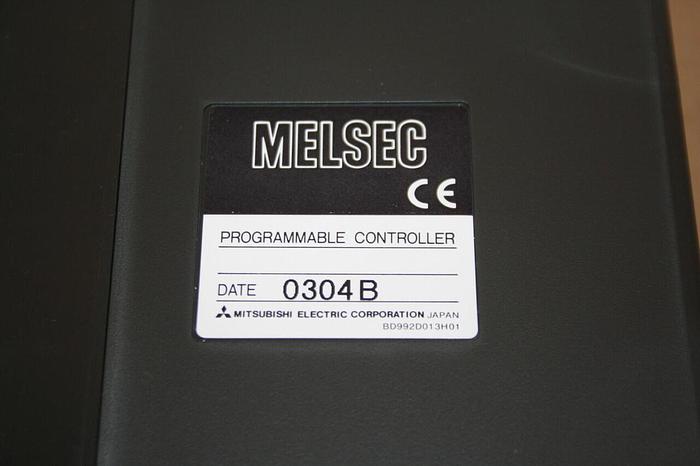 MELSEC
CE
PROGRAMMABLE CONTROLLER
DATE 0304B
MITSUBISHI ELECTRIC CORPORATION JAPAN
BD992D013H01